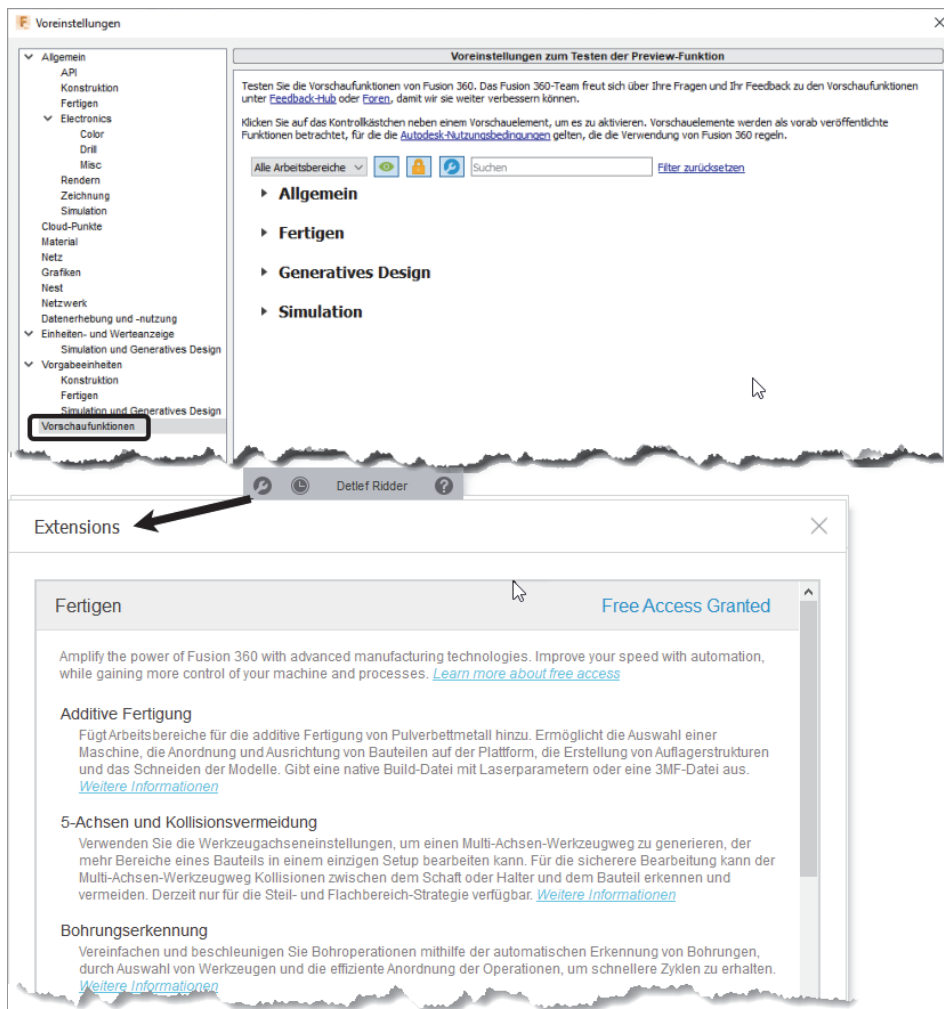 Voreinstellungen
Allgemein
API
Konstruktion
Fertigen
Electronics
Color
Drill
Misc
Rendern
Zeichnung
Simulation
Cloud-Punkte
Material
Netz
Grafiken
Nest
Netzwerk
Datenerhebung und -nutzung
Einheiten- und Werteanzeige
Simulation und Generatives Design
Vorgabeeinheiten
Konstruktion
Fertigen
Simulation und Generatives Design
Vorschaufunktionen
Voreinstellungen zum Testen der Preview-Funktion
Testen Sie die Vorschaufunktionen von Fusion 360. Das Fusion 360-Team freut sich über Ihre Fragen und Ihr Feedback zu den Vorschaufunktionen
unter Feedback-Hub oder Foren, damit wir sie weiter verbessern können.
Klicken Sie auf das Kontrollkästchen neben einem Vorschauelement, um es zu aktivieren. Vorschauelemente werden als vorab veröffentlichte
Funktionen betrachtet, für die die Autodesk-Nutzungsbedingungen gelten, die die Verwendung von Fusion 360 regeln.
Alle Arbeitsbereiche Suchen Filter zurücksetzen
Allgemein
Fertigen
Generatives Design
Simulation
Detlef Ridder ?
Extensions
Fertigen Free Access Granted
Amplify the power of Fusion 360 with advanced manufacturing technologies. Improve your speed with automation,
while gaining more control of your machine and processes. Learn more about free access
Additive Fertigung
Fügt Arbeitsbereiche für die additive Fertigung von Pulverbettmetall hinzu. Ermöglicht die Auswahl einer
Maschine, die Anordnung und Ausrichtung von Bauteilen auf der Plattform, die Erstellung von Auflagerstrukturen
und das Schneiden der Modelle. Gibt eine native Build-Datei mit Laserparametern oder eine 3MF-Datei aus.
Weitere Informationen
5-Achsen und Kollisionsvermeidung
Verwenden Sie die Werkzeugachseneinstellungen, um einen Multi-Achsen-Werkzeugweg zu generieren, der
mehr Bereiche eines Bauteils in einem einzigen Setup bearbeiten kann. Für die sicherere Bearbeitung kann der
Multi-Achsen-Werkzeugweg Kollisionen zwischen dem Schaft oder Halter und dem Bauteil erkennen und
vermeiden. Derzeit nur für die Steil- und Flachbereich-Strategie verfügbar. Weitere Informationen
Bohrungserkennung
Vereinfachen und beschleunigen Sie Bohroperationen mithilfe der automatischen Erkennung von Bohrungen,
durch Auswahl von Werkzeugen und die effiziente Anordnung der Operationen, um schnellere Zyklen zu erhalten.
Weitere Informationen